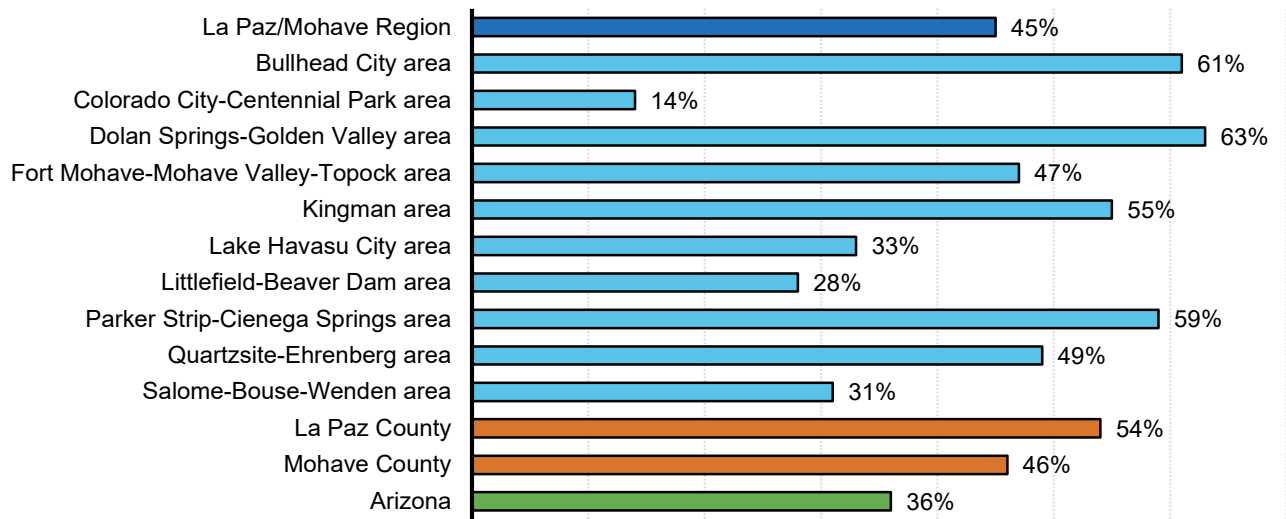 La Paz/Mohave Region 45%
Bullhead City area 61%
Colorado City-Centennial Park area 14%
Dolan Springs-Golden Valley area 63%
Fort Mohave-Mohave Valley-Topock area 47%
Kingman area 55%
Lake Havasu City area 33%
Littlefield-Beaver Dam area 28%
Parker Strip-Cienega Springs area 59%
Quartzsite-Ehrenberg area 49%
Salome-Bouse-Wenden area 31%
La Paz County 54%
Mohave County 46%
Arizona 36%